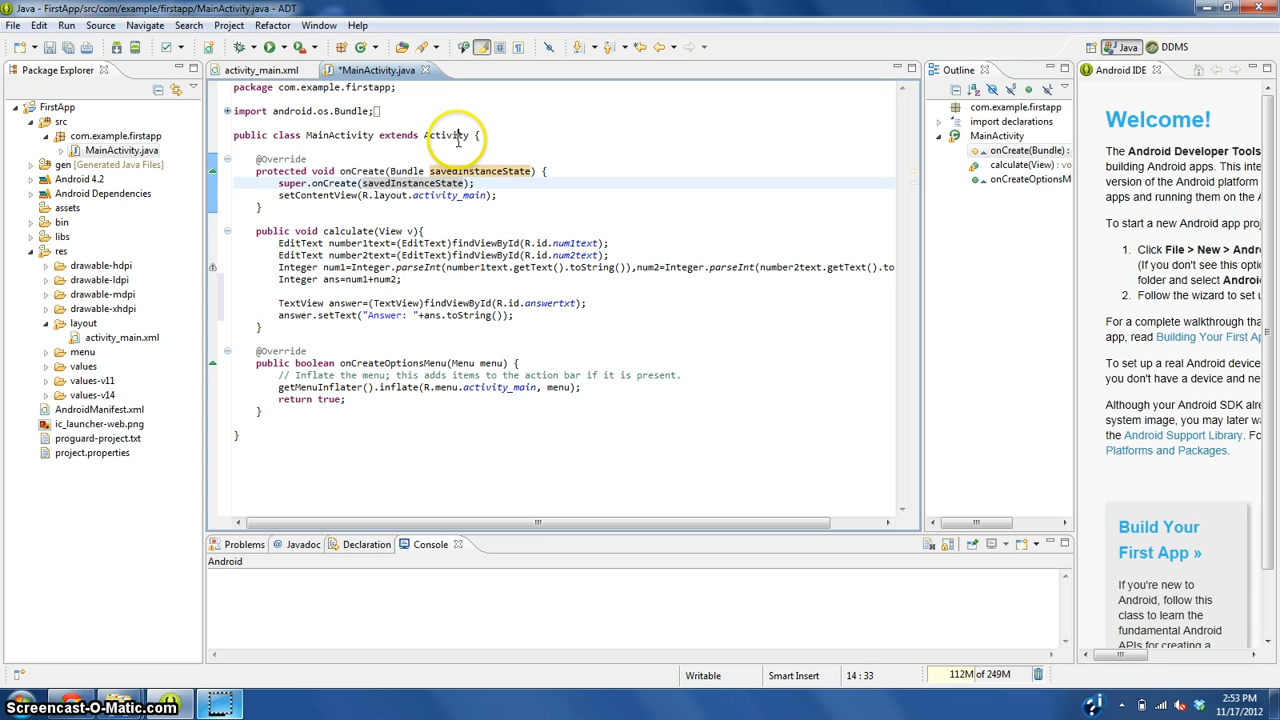 Java - FirstApp/src/com/example/firstapp/MainActivity.java - ADT
File Edit Run Source Navigate Search Project Refactor Window Help
Java DDMS
Package Explorer
FirstApp
src
com.example.firstapp
MainActivity.java
gen [Generated Java Files]
Android 4.2
Android Dependencies
assets
bin
libs
res
drawable-hdpi
drawable-ldpi
drawable-mdpi
drawable-xhdpi
layout
activity_main.xml
menu
values
values-v11
values-v14
AndroidManifest.xml
ic_launcher-web.png
proguard-project.txt
project.properties
activity_main.xml *MainActivity.java
package com.example.firstapp;
import android.os.Bundle;
public class MainActivity extends Activity {
@Override
protected void onCreate(Bundle savedInstanceState) {
super.onCreate(savedInstanceState);
setContentView(R.layout.activity_main);
}
public void calculate(View v){
EditText number1text=(EditText)findViewById(R.id.num1text);
EditText number2text=(EditText)findViewById(R.id.num2text);
Integer num1=Integer.parseInt(number1text.getText().toString()),num2=Integer.parseInt(number2text.getText().to
Integer ans=num1+num2;
TextView answer=(TextView)findViewById(R.id.answertxt);
answer.setText("Answer: "+ans.toString());
}
@Override
public boolean onCreateOptionsMenu(Menu menu) {
// Inflate the menu; this adds items to the action bar if it is present.
getMenuInflater().inflate(R.menu.activity_main, menu);
return true;
}
}
Outline
com.example.firstapp
import declarations
MainActivity
onCreate(Bundle) :
calculate(View) : vo
onCreateOptionsM
Android IDE
Welcome!
The Android Developer Tools
building Android apps. This inte
version of the Android platform
apps and running them on the A
To start a new Android app proj
1. Click File > New > Andro
(If you don't see this optio
folder and select Android
2. Follow the wizard to set u
For a complete walkthrough tha
page, read Building Your First Ap
To set up a real Android device
you don't have a device and ne
Although your Android SDK alre
system image, you may later wa
the Android Support Library. Fo
Platforms and Packages.
Build Your
First App »
If you're new to
Android, follow this
class to learn the
fundamental Android
APIs for creating a
Problems Javadoc Declaration Console
Android
Writable Smart Insert 14 : 33 112M of 249M
Screencast-O-Matic.com
2:53 PM
11/17/2012